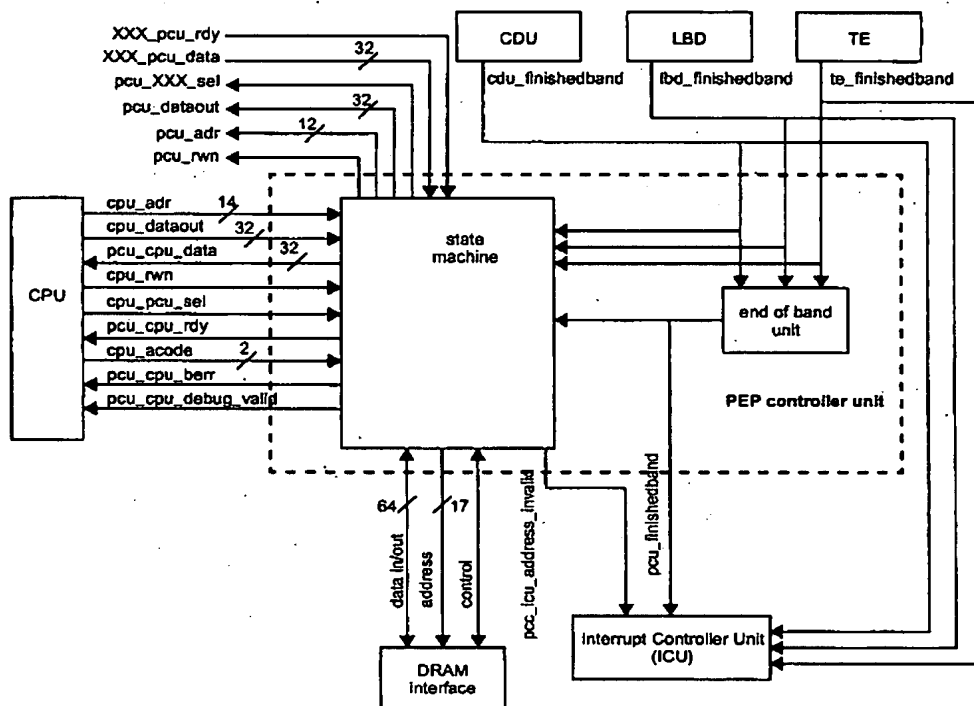 XXX_pcu_rdy
XXX_pcu_data
32
pcu_XXX_sel
pcu_dataout
32
pcu_adr
12
pcu_rwn
CDU
LBD
TE
cdu_finishedband
lbd_finishedband
te_finishedband
CPU
cpu_adr
14
cpu_dataout
32
pcu_cpu_data
32
cpu_rwn
cpu_pcu_sel
pcu_cpu_rdy
cpu_acode
2
pcu_cpu_berr
pcu_cpu_debug_valid
state
machine
end of band
unit
PEP controller unit
64
17
data in/out
address
control
pcc_icu_address_invalid
pcu_finishedband
DRAM
interface
Interrupt Controller Unit
(ICU)